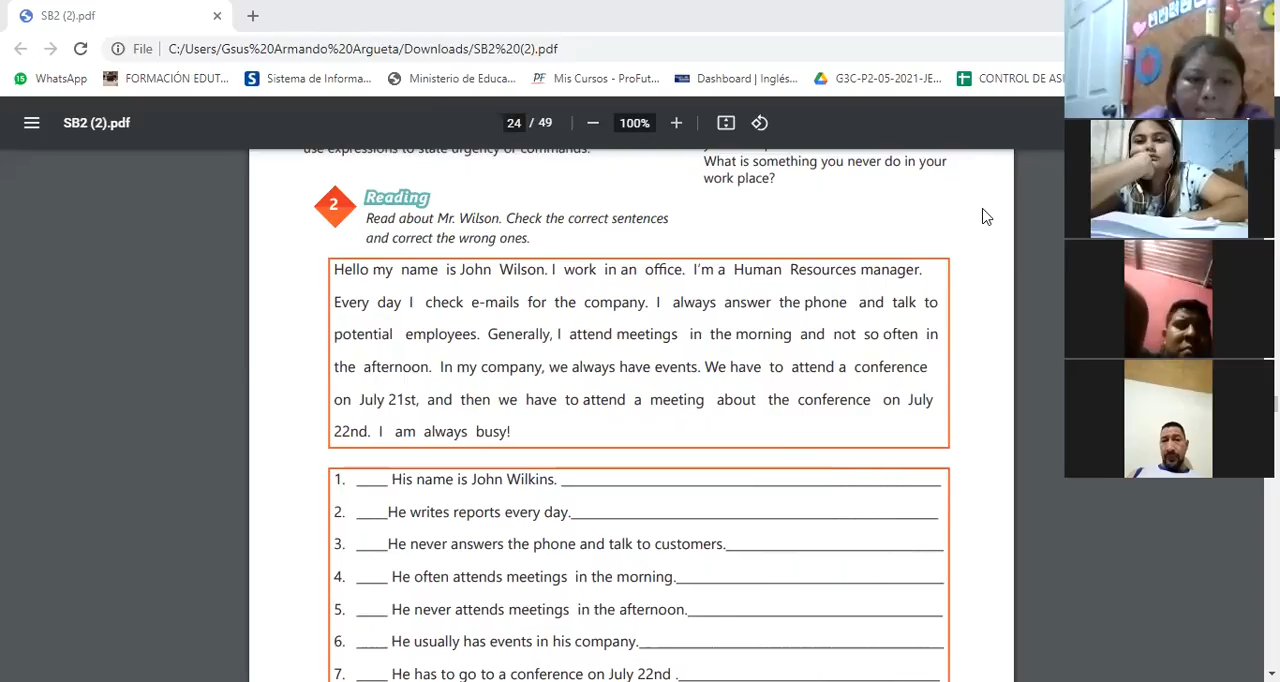 SB2 (2).pdf
File
C:/Users/Gsus%20Armando%20Argueta/Downloads/SB2%20(2).pdf
WhatsApp
FORMACIÓN EDUT...
Sistema de Informa...
Ministerio de Educa...
Mis Cursos - ProFut...
Dashboard | Inglés...
G3C-P2-05-2021-JE...
CONTROL DE AS
SB2 (2).pdf
24 / 49
100%
use expressions to state urgency or commands.
What is something you never do in your
work place?
2
Reading
Read about Mr. Wilson. Check the correct sentences
and correct the wrong ones.
Hello my name is John Wilson. I work in an office. I'm a Human Resources manager.
Every day I check e-mails for the company. I always answer the phone and talk to
potential employees. Generally, I attend meetings in the morning and not so often in
the afternoon. In my company, we always have events. We have to attend a conference
on July 21st, and then we have to attend a meeting about the conference on July
22nd. I am always busy!
1. ____ His name is John Wilkins. ____
2. ____He writes reports every day.____
3. ____He never answers the phone and talk to customers.____
4. ____ He often attends meetings in the morning.____
5. ____ He never attends meetings in the afternoon.____
6. ____ He usually has events in his company.____
7. ____ He has to go to a conference on July 22nd .____